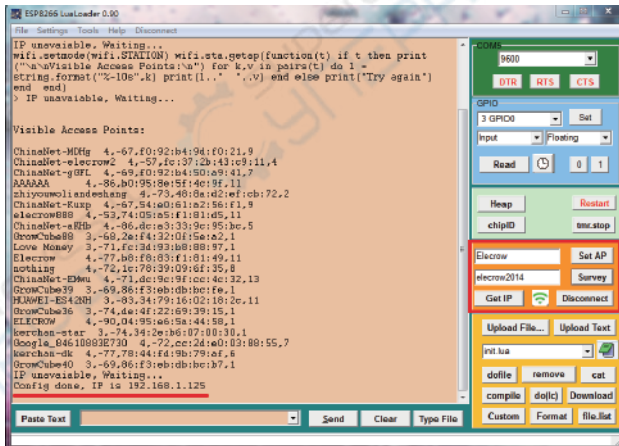 ESP8266 LuaLoader 0.90
File Settings Tools Help Disconnect
IP unavaiable, Waiting...
wifi.setmode(wifi.STATION) wifi.sta.getap(function(t) if t then print
("\n\nVisible Access Points:\n") for k,v in pairs(t) do l =
string.format("%-10s",k) print(l.." "..v) end else print("Try again")
end end)
> IP unavaiable, Waiting...
Visible Access Points:
ChinaNet-MDHg 4,-67,f0:92:b4:9d:f0:21,9
ChinaNet-elecrow2 4,-57,fc:37:2b:43:c9:11,4
ChinaNet-gGFL 4,-69,f0:92:b4:50:a9:41,7
AAAAAA 4,-86,b0:95:8e:5f:4c:9f,11
zhiyouwoliandeshang 4,-73,48:8a:d2:ef:cb:72,2
ChinaNet-Kuxp 4,-67,54:e0:61:a2:56:f1,9
elecrow888 4,-53,74:05:a5:f1:81:d5,11
ChinaNet-aRHb 4,-86,dc:a3:33:9c:95:bc,5
GrowCube88 3,-68,2e:f4:32:0f:5e:a2,1
Love Money 3,-71,fc:3d:93:b8:88:97,1
Elecrow 4,-77,b8:f8:83:f1:81:49,11
nothing 4,-72,1c:78:39:09:6f:35,8
ChinaNet-EMwu 4,-71,dc:9c:9f:cc:4c:32,13
GrowCube39 3,-69,86:f3:eb:db:bc:fe,1
HUAWEI-ES42NH 3,-83,34:79:16:02:18:2c,11
GrowCube36 3,-74,de:4f:22:69:39:15,1
ELECROW 4,-90,04:95:e6:5a:44:58,1
kerchan-star 3,-74,34:2e:b6:07:00:30,1
Google_84610883E730 4,-72,cc:2d:e0:03:88:55,7
kerchan-dk 4,-77,78:44:fd:9b:79:af,6
GrowCube40 3,-69,86:f3:eb:db:bc:b7,1
IP unavaiable, Waiting...
Config done, IP is 192.168.1.125
Paste Text Send Clear Type File
COMS
9600
DTR RTS CTS
GPIO
3 GPIO0 Set
Input Floating
Read 0 1
Heap Restart
chipID tmr.stop
Elecrow Set AP
elecrow2014 Survey
Get IP Disconnect
Upload File... Upload Text
init.lua
dofile remove cat
compile do(lc) Download
Custom Format file.list